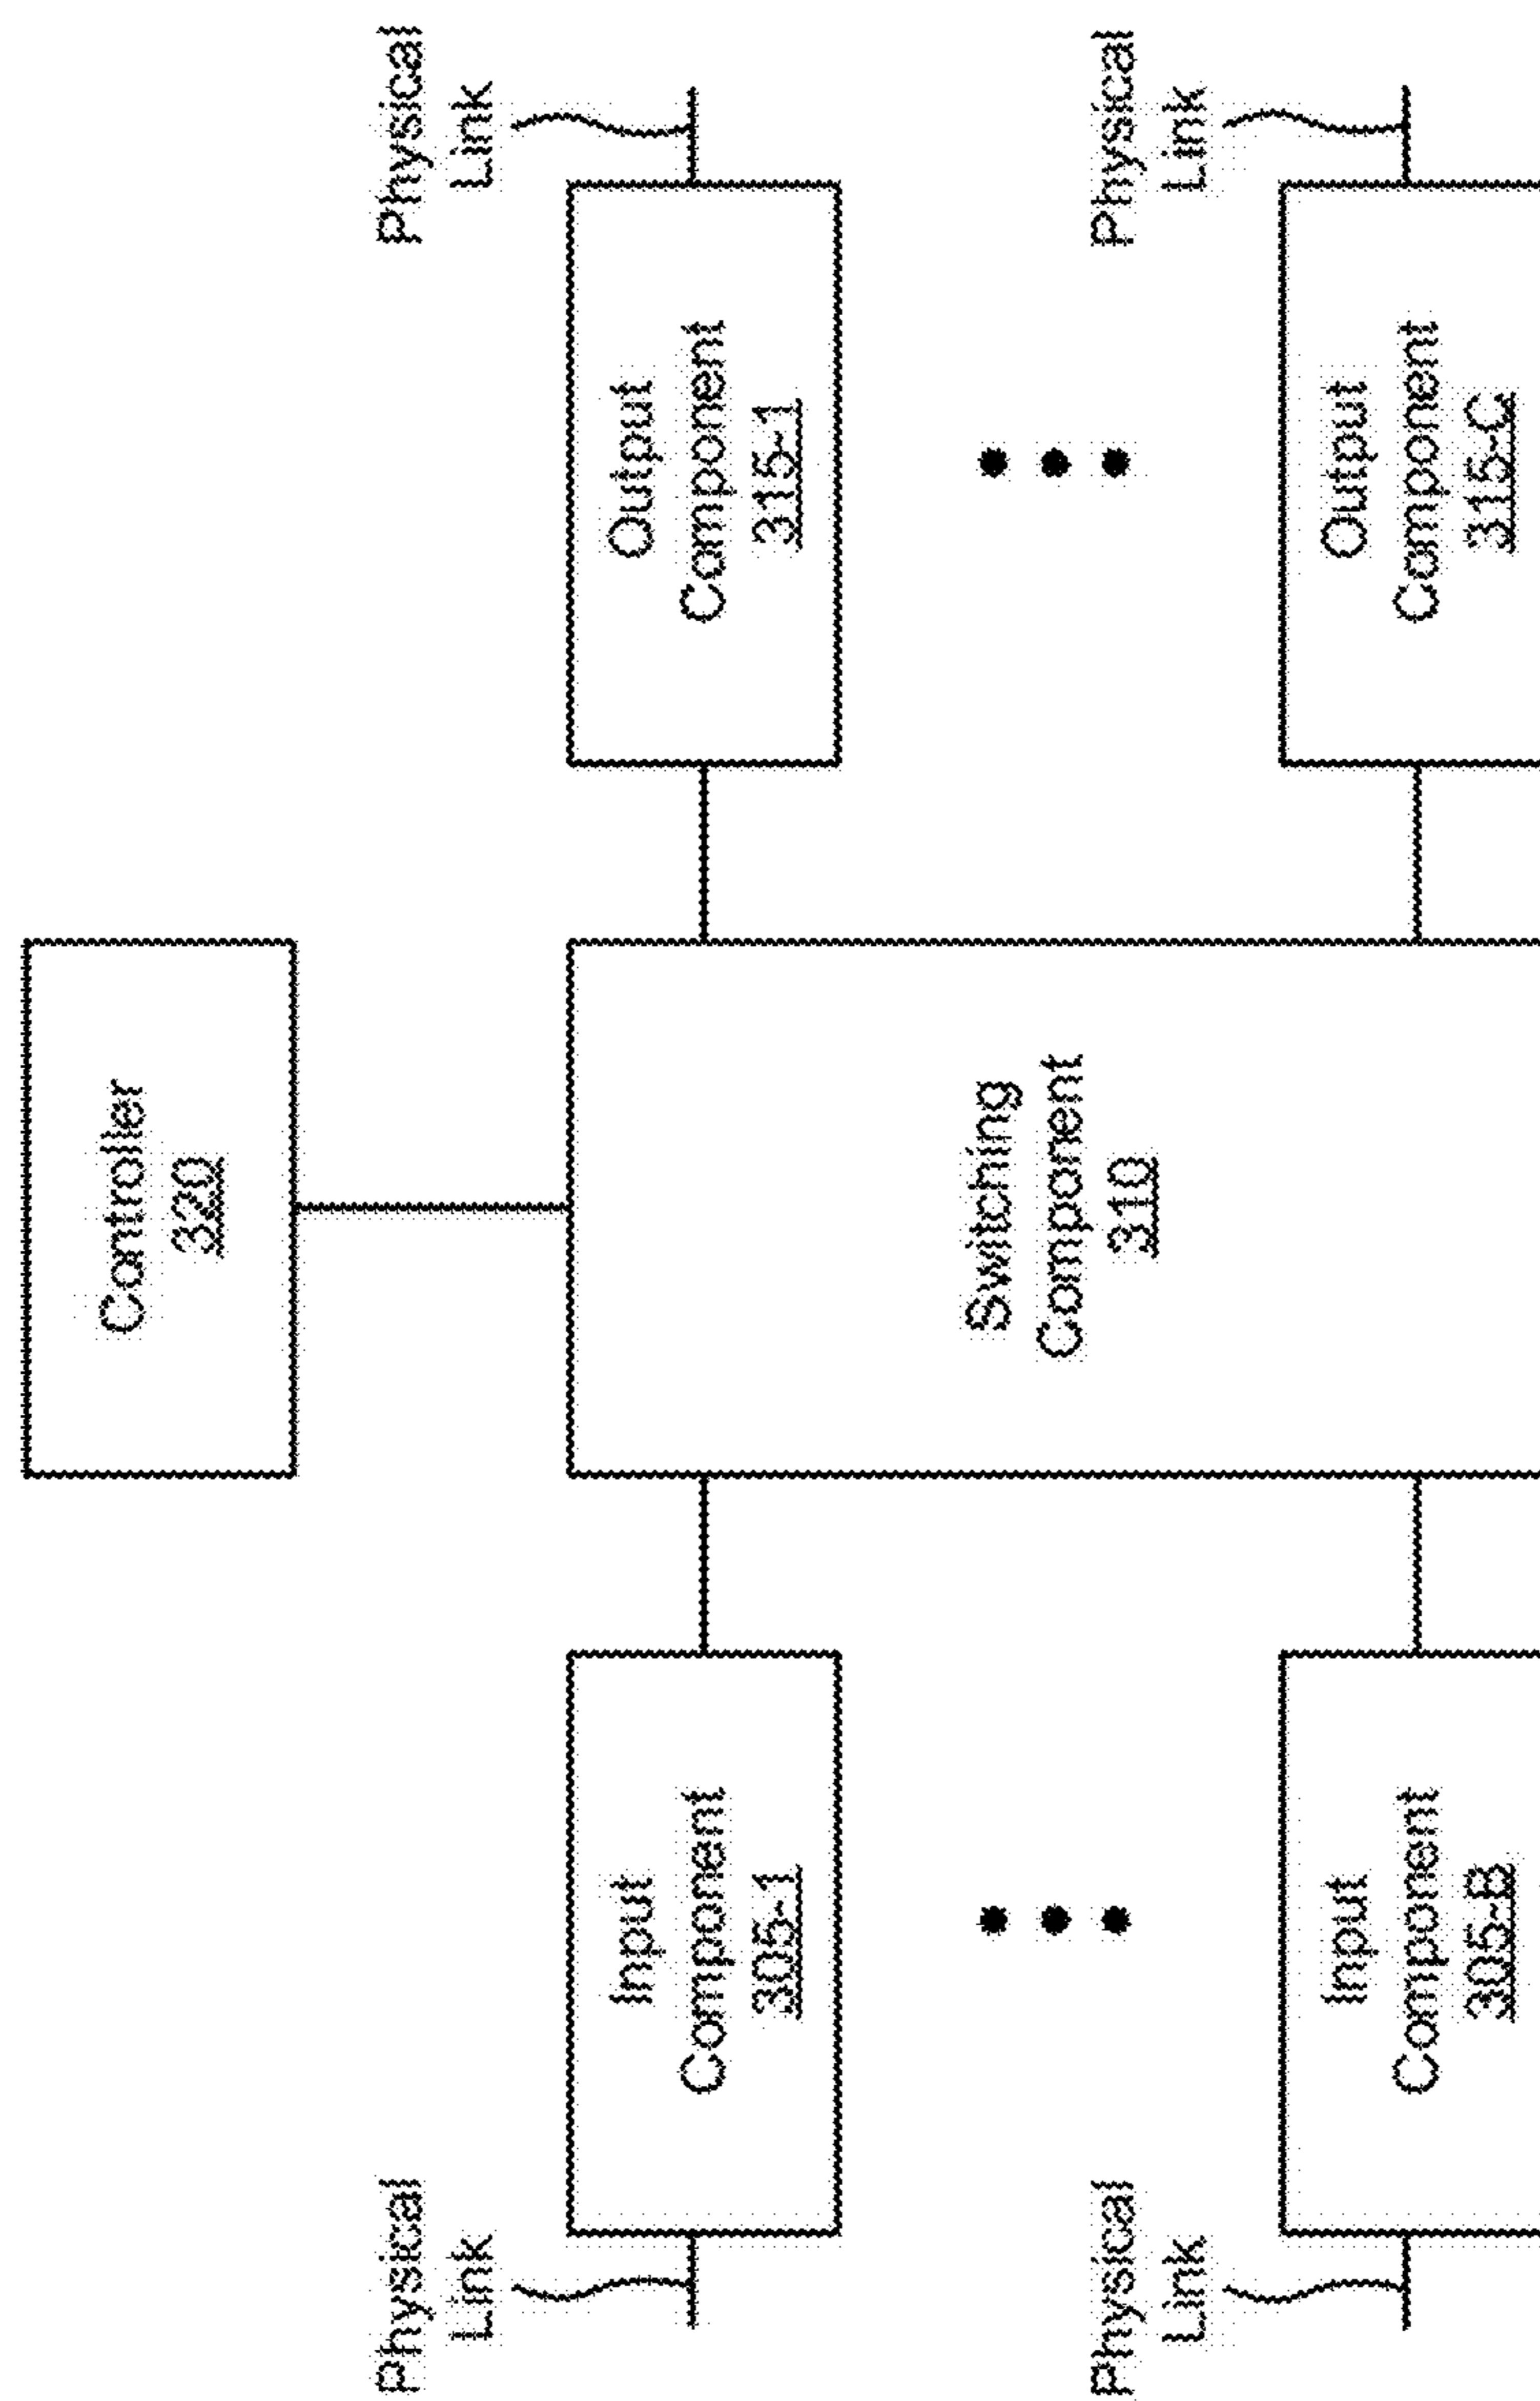 Controller
320
Physical
Link
Input
Component
305-1
Switching
Component
310
Output
Component
315-1
Physical
Link
Physical
Link
Input
Component
305-B
Output
Component
315-C
Physical
Link